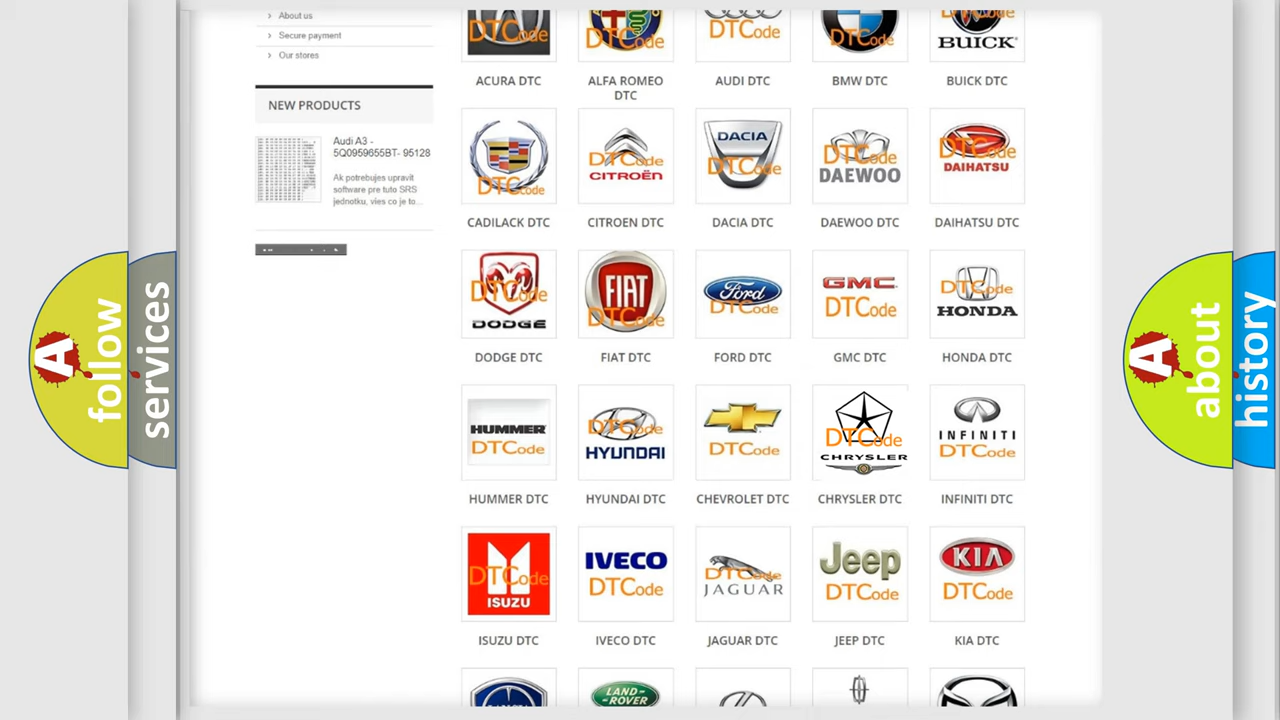 About us
Secure payment
Our stores
NEW PRODUCTS
Audi A3 -
5Q0959655BT- 95128
Ak potrebujes upravit
software pre tuto SRS
jednotku, vies co je to...
DTCode DTCode DTCode DTCode BUICK
ACURA DTC ALFA ROMEO DTC AUDI DTC BMW DTC BUICK DTC
DTCode
DTCode CITROËN
DACIA DTCode
DTCode DAEWOO
DTCode DAIHATSU
CADILACK DTC CITROEN DTC DACIA DTC DAEWOO DTC DAIHATSU DTC
DTCode DODGE
FIAT DTCode
Ford DTCode
GMC DTCode
DTCode HONDA
DODGE DTC FIAT DTC FORD DTC GMC DTC HONDA DTC
HUMMER DTCode
DTCode HYUNDAI
DTCode
DTCode CHRYSLER
INFINITI DTCode
HUMMER DTC HYUNDAI DTC CHEVROLET DTC CHRYSLER DTC INFINITI DTC
DTCode ISUZU
IVECO DTCode
DTCode JAGUAR
Jeep DTCode
KIA DTCode
ISUZU DTC IVECO DTC JAGUAR DTC JEEP DTC KIA DTC
LAND-
ROVER
A follow
services
A about
history